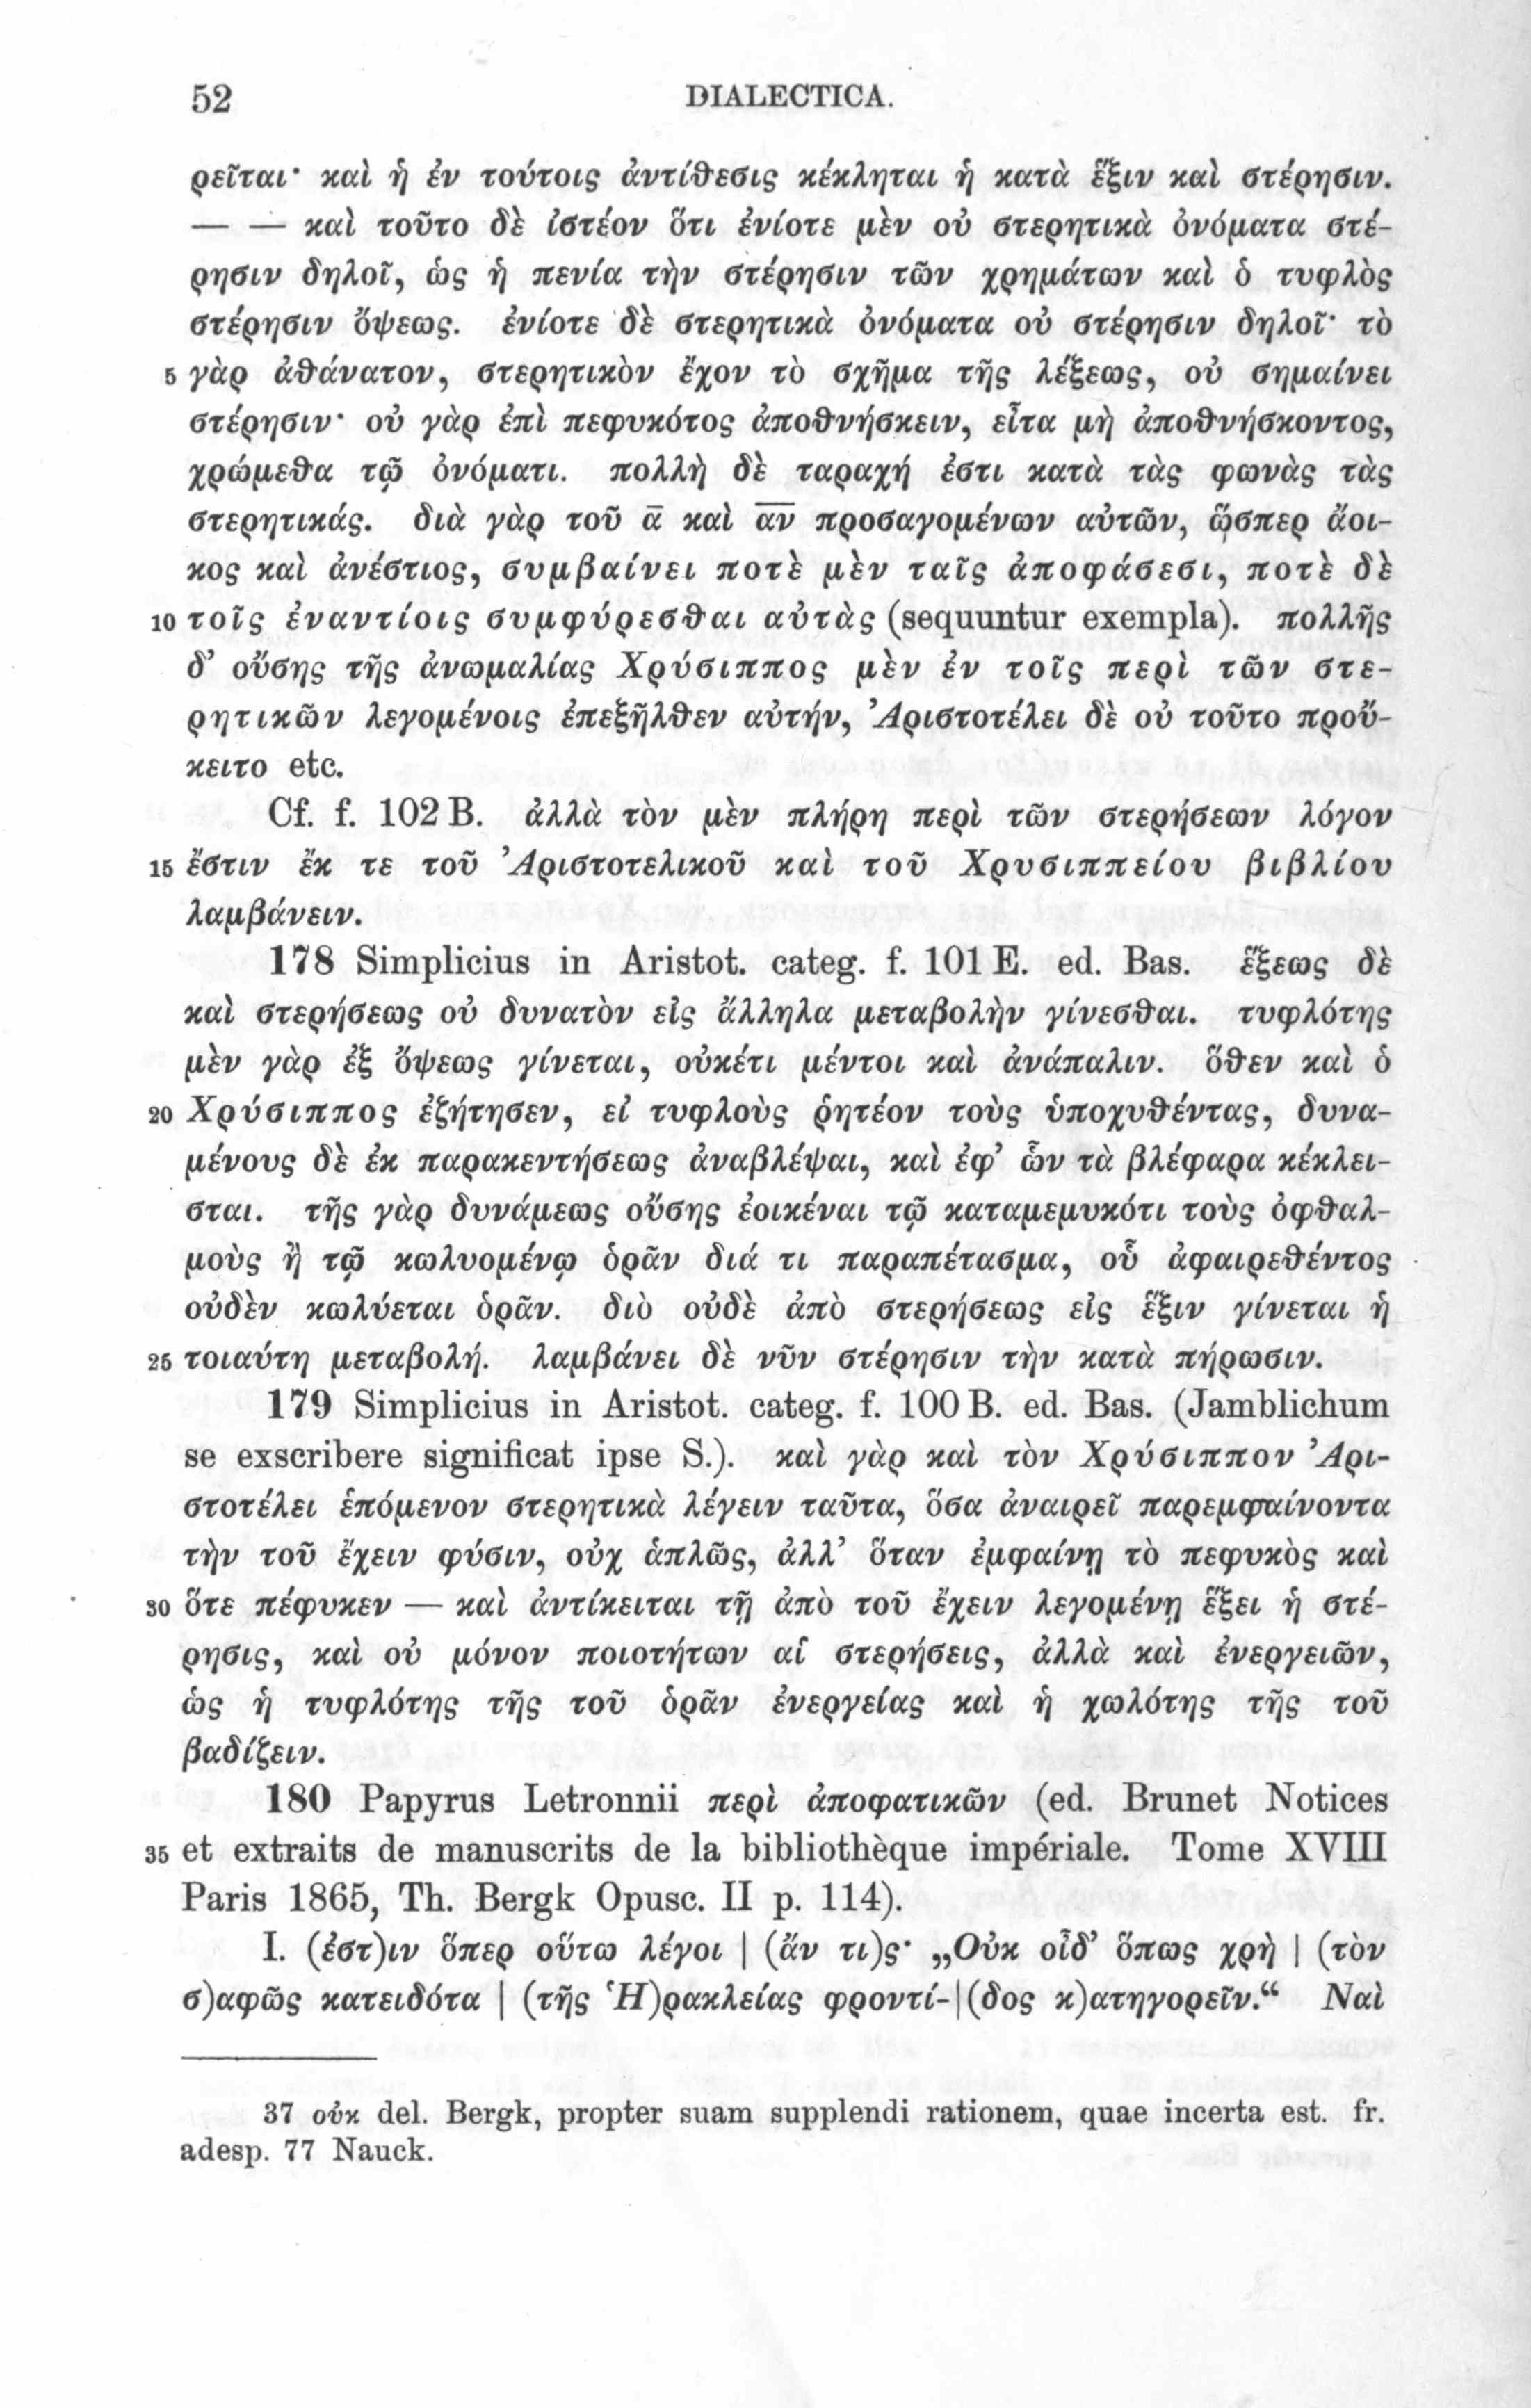 52 DIALECTICA.
ρεῖται· καὶ ἡ ἐν τούτοις ἀντίθεσις κέκληται ἡ κατὰ ἕξιν καὶ στέρησιν.
— — καὶ τοῦτο δὲ ἰστέον ὅτι ἐνίοτε μὲν οὐ στερητικὰ ὀνόματα στέ-
ρησιν δηλοῖ, ὡς ἡ πενία τὴν στέρησιν τῶν χρημάτων καὶ ὁ τυφλὸς
στέρησιν ὄψεως. ἐνίοτε δὲ στερητικὰ ὀνόματα οὐ στέρησιν δηλοῖ· τὸ
5 γὰρ ἀθάνατον, στερητικὸν ἔχον τὸ σχῆμα τῆς λέξεως, οὐ σημαίνει
στέρησιν· οὐ γὰρ ἐπὶ πεφυκότος ἀποθνήσκειν, εἶτα μὴ ἀποθνήσκοντος,
χρώμεθα τῷ ὀνόματι. πολλὴ δὲ ταραχή ἐστι κατὰ τὰς φωνὰς τὰς
στερητικάς. διὰ γὰρ τοῦ ᾱ καὶ α̅ν̅ προσαγομένων αὐτῶν, ὥσπερ ἄοι-
κος καὶ ἀνέστιος, συμβαίνει ποτὲ μὲν ταῖς ἀποφάσεσι, ποτὲ δὲ
10 τοῖς ἐναντίοις συμφύρεσθαι αὐτὰς (sequuntur exempla). πολλῆς
δ’ οὔσης τῆς ἀνωμαλίας Χρύσιππος μὲν ἐν τοῖς περὶ τῶν στε-
ρητικῶν λεγομένοις ἐπεξῆλθεν αὐτήν, Ἀριστοτέλει δὲ οὐ τοῦτο προὔ-
κειτο etc.
Cf. f. 102 B. ἀλλὰ τὸν μὲν πλήρη περὶ τῶν στερήσεων λόγον
15 ἔστιν ἔκ τε τοῦ Ἀριστοτελικοῦ καὶ τοῦ Χρυσιππείου βιβλίου
λαμβάνειν.
178 Simplicius in Aristot. categ. f. 101 E. ed. Bas. ἕξεως δὲ
καὶ στερήσεως οὐ δυνατὸν εἰς ἄλληλα μεταβολὴν γίνεσθαι. τυφλότης
μὲν γὰρ ἐξ ὄψεως γίνεται, οὐκέτι μέντοι καὶ ἀνάπαλιν. ὅθεν καὶ ὁ
20 Χρύσιππος ἐζήτησεν, εἰ τυφλοὺς ῥητέον τοὺς ὑποχυθέντας, δυνα-
μένους δὲ ἐκ παρακεντήσεως ἀναβλέψαι, καὶ ἐφ’ ὧν τὰ βλέφαρα κέκλει-
σται. τῆς γὰρ δυνάμεως οὔσης ἐοικέναι τῷ καταμεμυκότι τοὺς ὀφθαλ-
μοὺς ἢ τῷ κωλυομένῳ ὁρᾶν διά τι παραπέτασμα, οὗ ἀφαιρεθέντος
οὐδὲν κωλύεται ὁρᾶν. διὸ οὐδὲ ἀπὸ στερήσεως εἰς ἕξιν γίνεται ἡ
25 τοιαύτη μεταβολή. λαμβάνει δὲ νῦν στέρησιν τὴν κατὰ πήρωσιν.
179 Simplicius in Aristot. categ. f. 100 B. ed. Bas. (Jamblichum
se exscribere significat ipse S.). καὶ γὰρ καὶ τὸν Χρύσιππον Ἀρι-
στοτέλει ἑπόμενον στερητικὰ λέγειν ταῦτα, ὅσα ἀναιρεῖ παρεμφαίνοντα
τὴν τοῦ ἔχειν φύσιν, οὐχ ἁπλῶς, ἀλλ’ ὅταν ἐμφαίνῃ τὸ πεφυκὸς καὶ
30 ὅτε πέφυκεν — καὶ ἀντίκειται τῇ ἀπὸ τοῦ ἔχειν λεγομένῃ ἕξει ἡ στέ-
ρησις, καὶ οὐ μόνον ποιοτήτων αἱ στερήσεις, ἀλλὰ καὶ ἐνεργειῶν,
ὡς ἡ τυφλότης τῆς τοῦ ὁρᾶν ἐνεργείας καὶ ἡ χωλότης τῆς τοῦ
βαδίζειν.
180 Papyrus Letronnii περὶ ἀποφατικῶν (ed. Brunet Notices
35 et extraits de manuscrits de la bibliothèque impériale. Tome XVIII
Paris 1865, Th. Bergk Opusc. II p. 114).
I. (ἐστ)ιν ὅπερ οὕτω λέγοι | (ἄν τι)ς· „Οὐκ οἶδ’ ὅπως χρὴ | (τὸν
σ)αφῶς κατειδότα | (τῆς Ἡ)ρακλείας φροντί-|(δος κ)ατηγορεῖν.“ Ναὶ
37 οὐκ del. Bergk, propter suam supplendi rationem, quae incerta est. fr.
adesp. 77 Nauck.